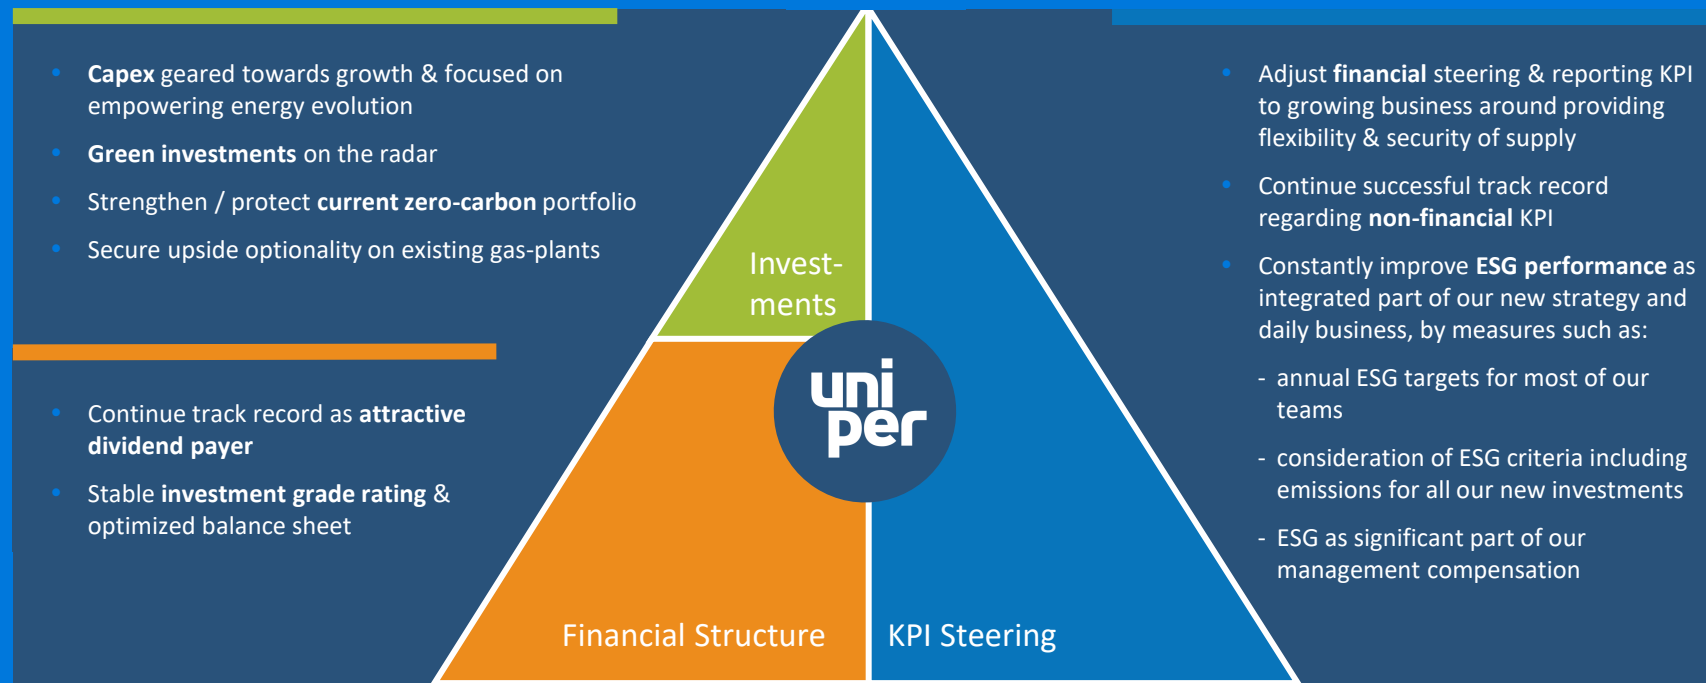 Capex geared towards growth & focused on
empowering energy evolution
Green investments on the radar
Strengthen / protect current zero-carbon portfolio
Secure upside optionality on existing gas-plants
Continue track record as attractive
dividend payer
Stable investment grade rating &
optimized balance sheet
Invest-
ments
uni
per
Financial Structure
KPI Steering
Adjust financial steering & reporting KPI
to growing business around providing
flexibility & security of supply
Continue successful track record
regarding non-financial KPI
Constantly improve ESG performance as
integrated part of our new strategy and
daily business, by measures such as:
- annual ESG targets for most of our
teams
- consideration of ESG criteria including
emissions for all our new investments
- ESG as significant part of our
management compensation